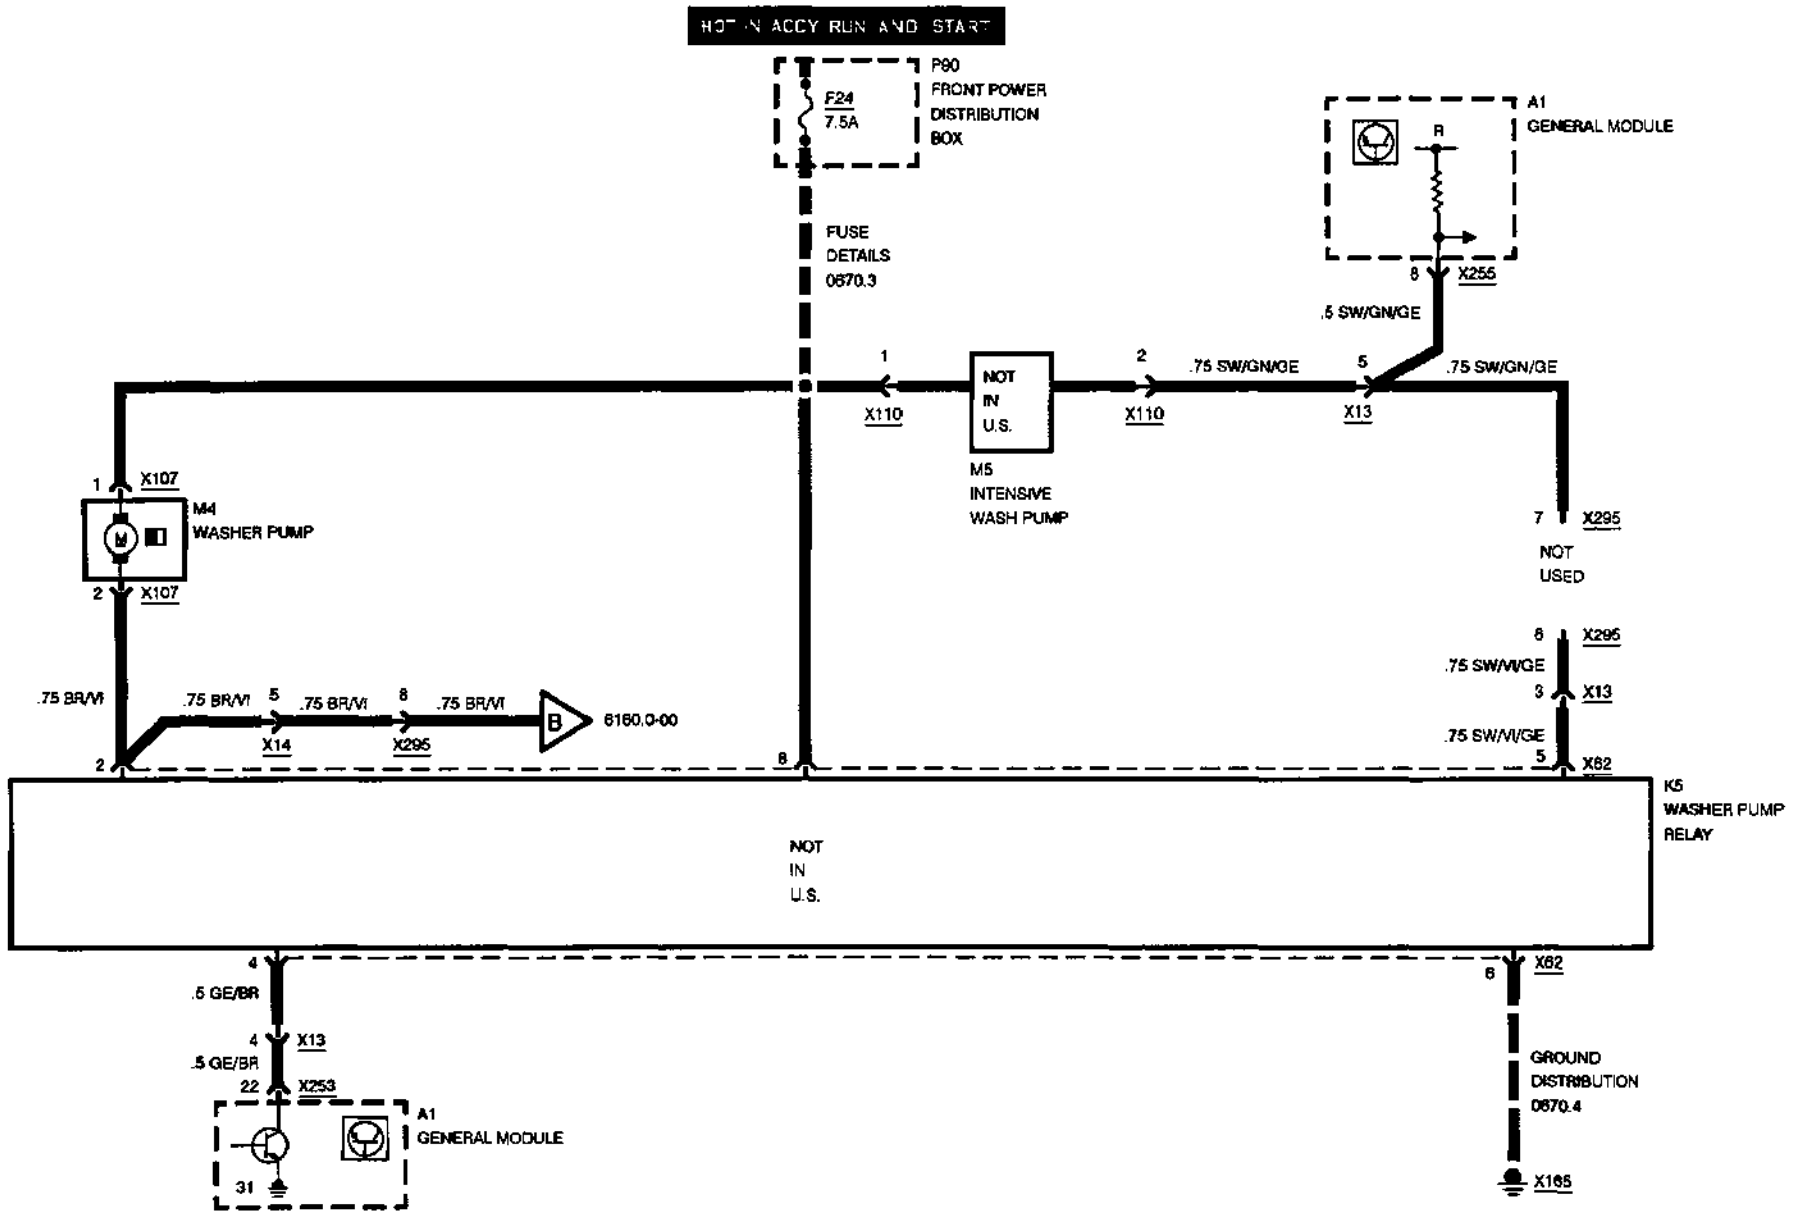 HOT IN ACCY RUN AND START
P90
FRONT POWER
DISTRIBUTION
BOX
F24
7.5A
A1
GENERAL MODULE
R
FUSE
DETAILS
0670.3
8
X255
.5 SW/GN/GE
1
X110
NOT
IN
U.S.
M5
INTENSIVE
WASH PUMP
2
X110
.75 SW/GN/GE
5
X13
.75 SW/GN/GE
1
X107
M4
WASHER PUMP
M
2
X107
7
X295
NOT
USED
6
X295
.75 SW/VI/GE
3
X13
.75 SW/VI/GE
5
X62
.75 BR/VI
.75 BR/VI
5
X14
.75 BR/VI
8
X295
.75 BR/VI
B
6160.0-00
2
8
K5
WASHER PUMP
RELAY
NOT
IN
U.S.
4
.5 GE/BR
4
X13
.5 GE/BR
22
X253
A1
GENERAL MODULE
31
6
X62
GROUND
DISTRIBUTION
0670.4
X165